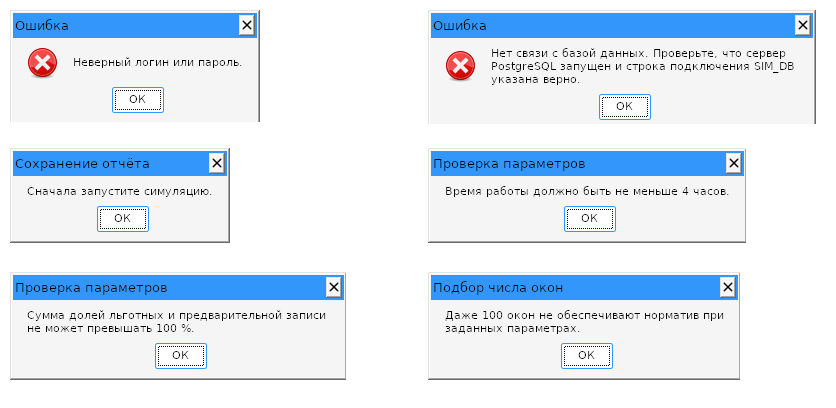 Ошибка
Неверный логин или пароль.
OK
Ошибка
Нет связи с базой данных. Проверьте, что сервер
PostgreSQL запущен и строка подключения SIM_DB
указана верно.
OK
Сохранение отчёта
Сначала запустите симуляцию.
OK
Проверка параметров
Время работы должно быть не меньше 4 часов.
OK
Проверка параметров
Сумма долей льготных и предварительной записи
не может превышать 100 %.
OK
Подбор числа окон
Даже 100 окон не обеспечивают норматив при
заданных параметрах.
OK